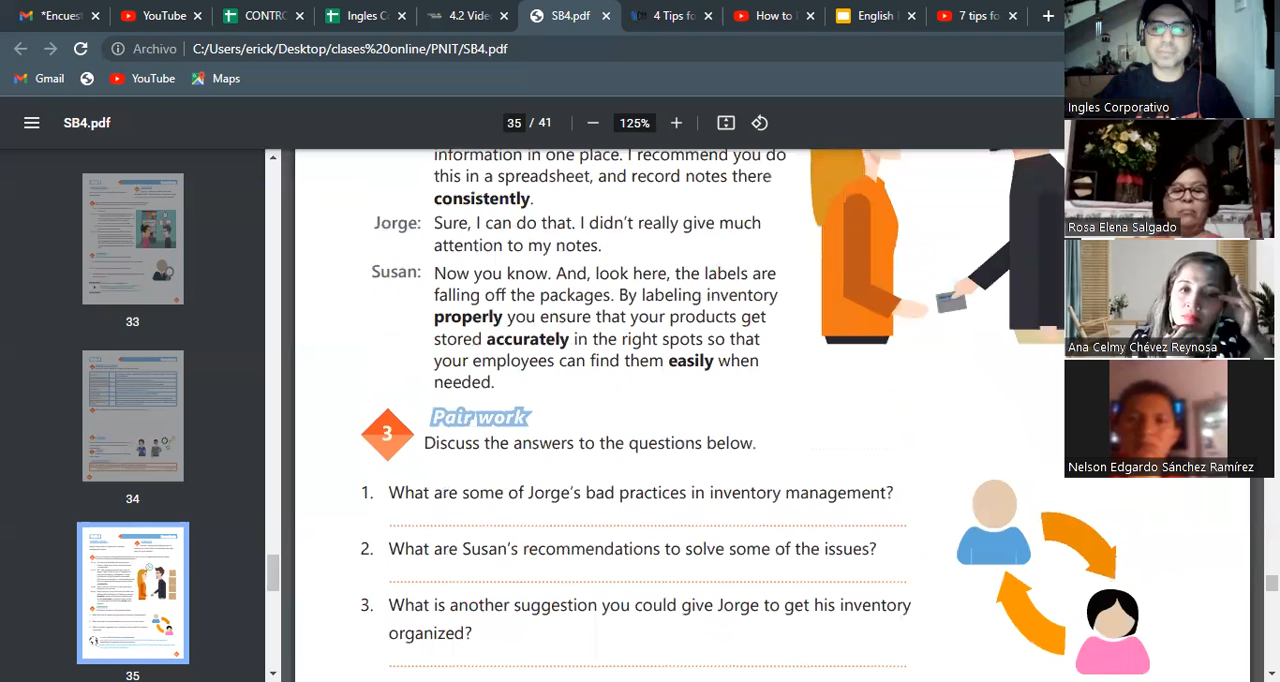 *Encues
YouTube
CONTRO
Ingles C
4.2 Vide
SB4.pdf
4 Tips fo
How to
English
7 tips fo
Archivo C:/Users/erick/Desktop/clases%20online/PNIT/SB4.pdf
Gmail
YouTube
Maps
SB4.pdf
35 / 41
125%
33
34
35
information in one place. I recommend you do
this in a spreadsheet, and record notes there
consistently.
Jorge: Sure, I can do that. I didn't really give much
attention to my notes.
Susan: Now you know. And, look here, the labels are
falling off the packages. By labeling inventory
properly you ensure that your products get
stored accurately in the right spots so that
your employees can find them easily when
needed.
3
Pair work
Discuss the answers to the questions below.
1. What are some of Jorge's bad practices in inventory management?
2. What are Susan's recommendations to solve some of the issues?
3. What is another suggestion you could give Jorge to get his inventory
organized?
Ingles Corporativo
Rosa Elena Salgado
Ana Celmy Chévez Reynosa
Nelson Edgardo Sánchez Ramírez